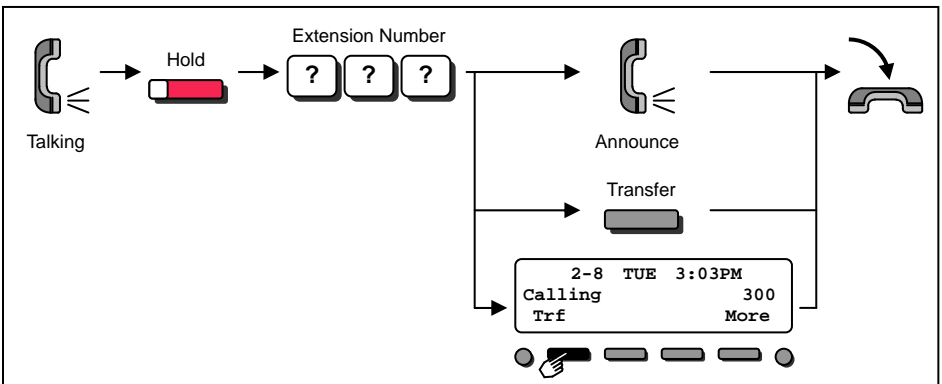 Extension Number
Hold
? ? ?
Talking
Announce
Transfer
2-8 TUE 3:03PM
Calling 300
Trf More